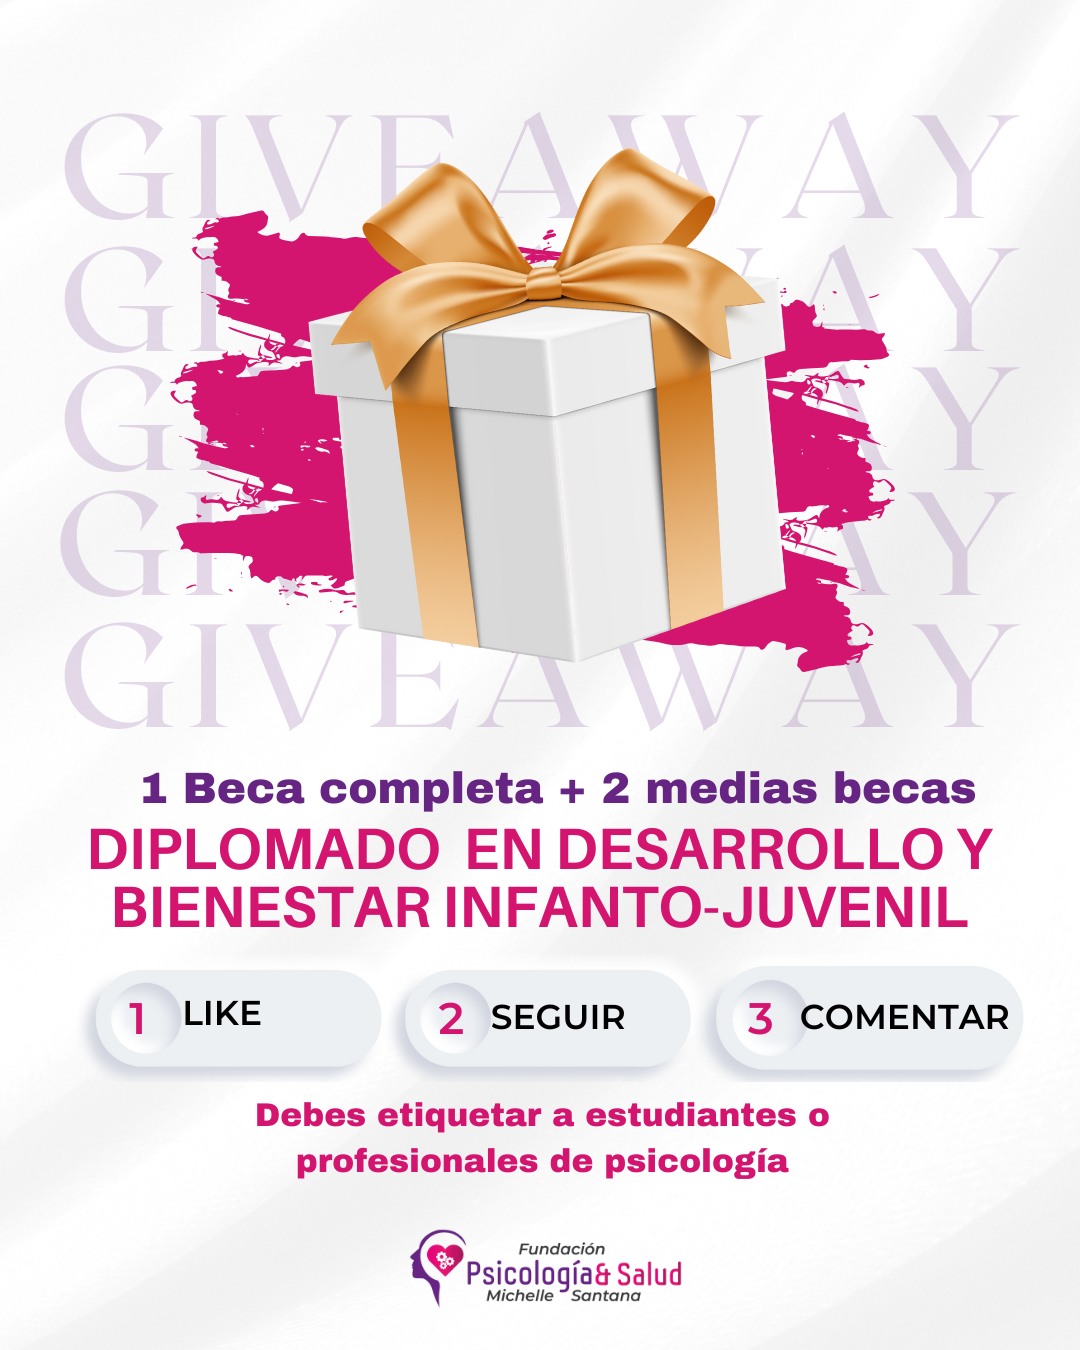 GIVEAWAY
GIVEAWAY
GIVEAWAY
GIVEAWAY
GIVEAWAY
1 Beca completa + 2 medias becas
DIPLOMADO EN DESARROLLO Y
BIENESTAR INFANTO-JUVENIL
1 LIKE
2 SEGUIR
3 COMENTAR
Debes etiquetar a estudiantes o
profesionales de psicología
Fundación
Psicología & Salud
Michelle Santana